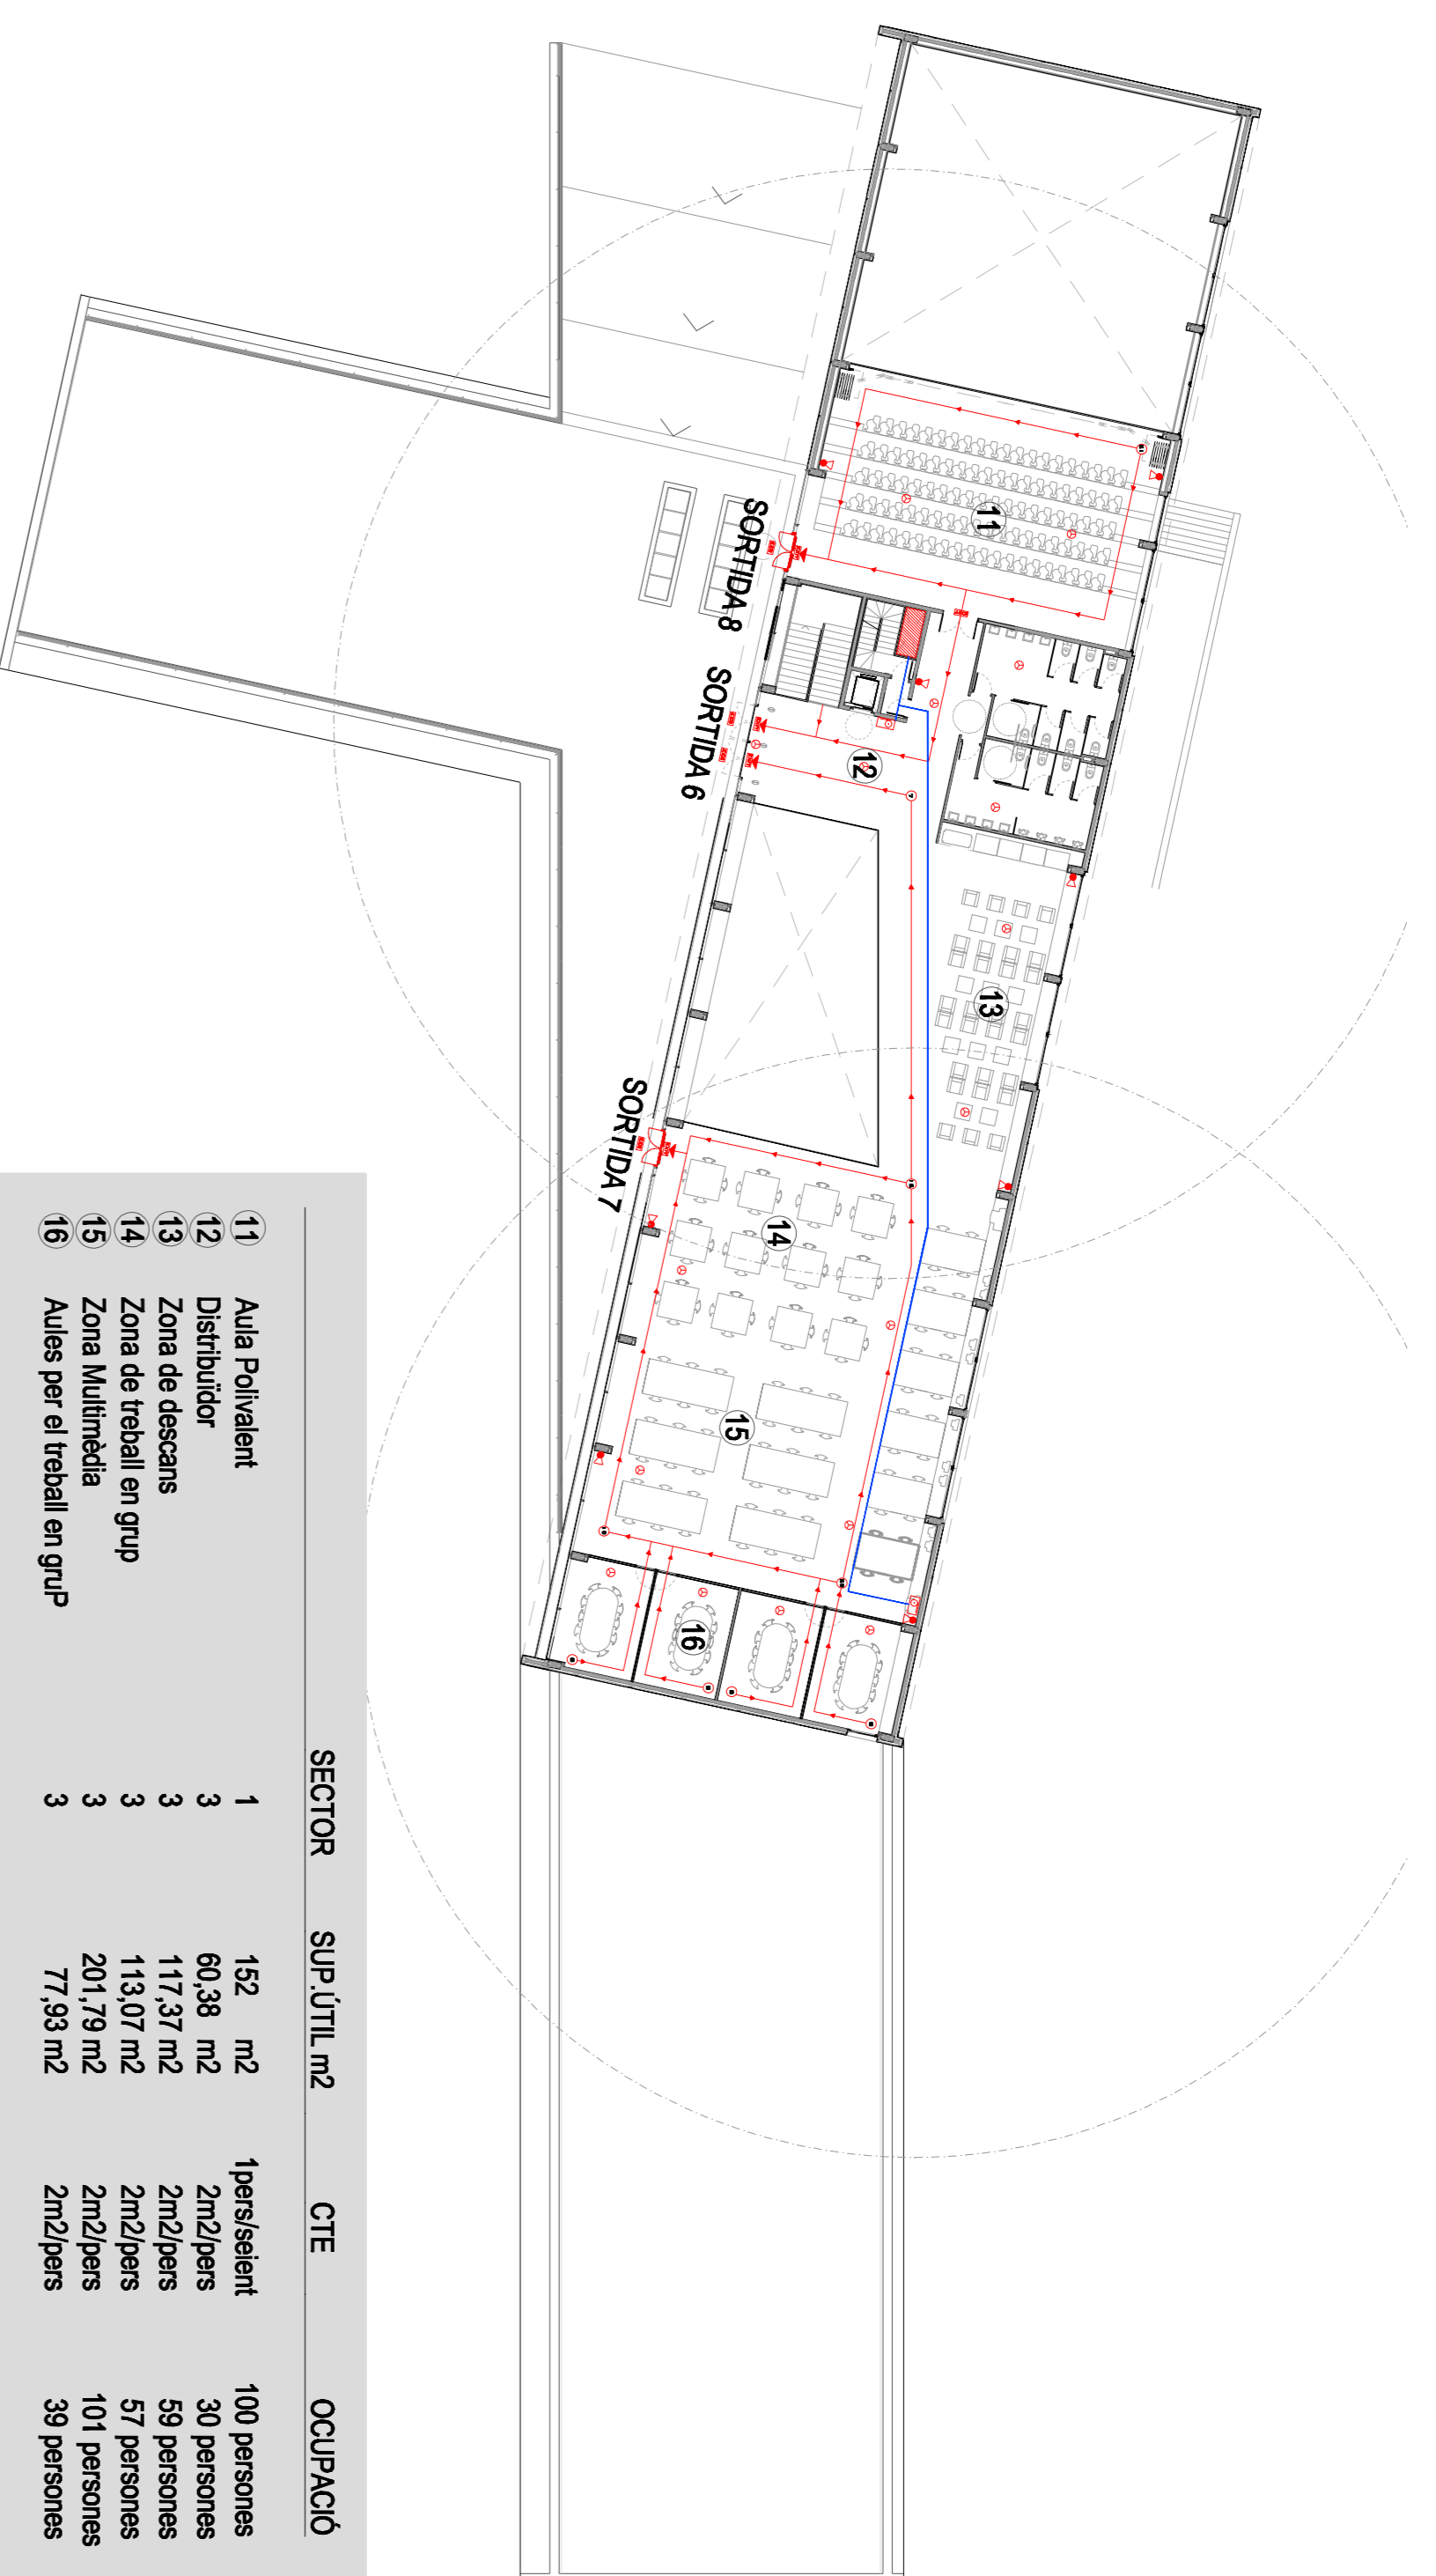 SORTIDA 8
SORTIDA 6
SORTIDA 7
11
12
13
14
15
16
SECTOR SUP.ÚTIL m2 CTE OCUPACIÓ
11 Aula Polivalent 1 152 m2 1pers/seient 100 persones
12 Distribuïdor 3 60,38 m2 2m2/pers 30 persones
13 Zona de descans 3 117,37 m2 2m2/pers 59 persones
14 Zona de treball en grup 3 113,07 m2 2m2/pers 57 persones
15 Zona Multimèdia 3 201,79 m2 2m2/pers 101 persones
16 Aules per el treball en gruP 3 77,93 m2 2m2/pers 39 persones